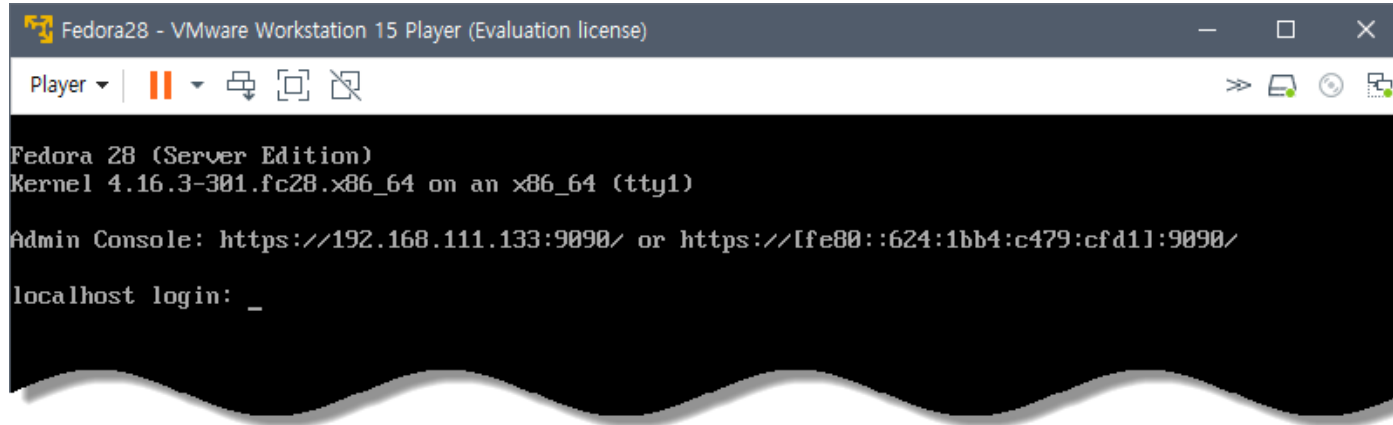 Fedora28 - VMware Workstation 15 Player (Evaluation license)
Player
Fedora 28 (Server Edition)
Kernel 4.16.3-301.fc28.x86_64 on an x86_64 (tty1)
Admin Console: https://192.168.111.133:9090/ or https://[fe80::624:1bb4:c479:cfd1]:9090/
localhost login: _